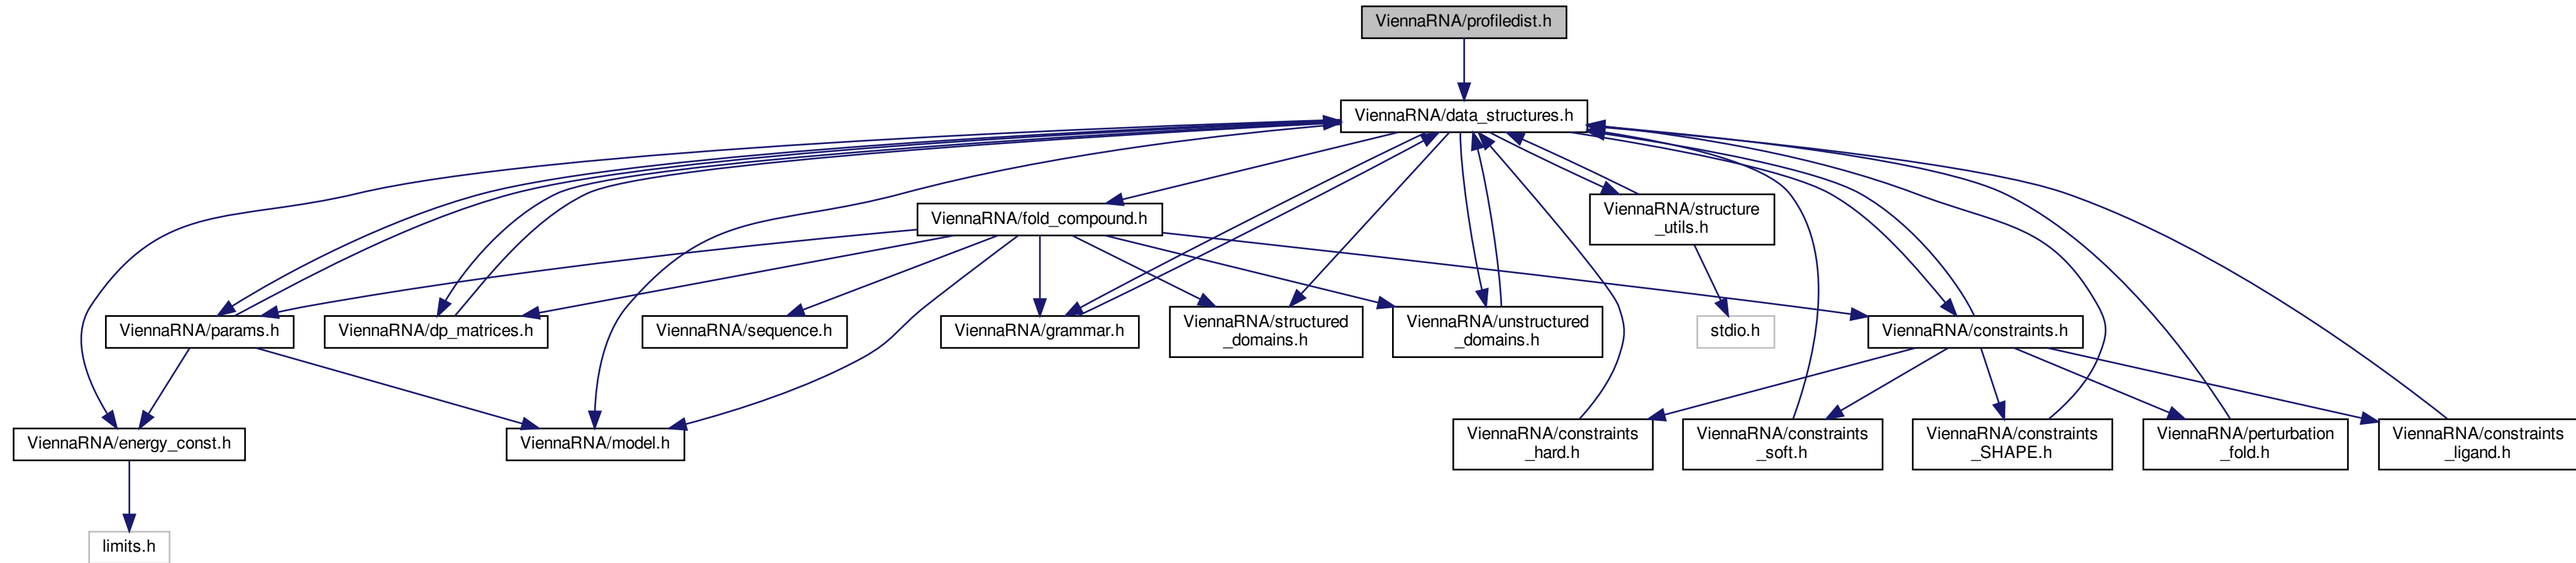 ViennaRNA/profiledist.h
ViennaRNA/data_structures.h
ViennaRNA/fold_compound.h
ViennaRNA/structure
_utils.h
ViennaRNA/params.h
ViennaRNA/dp_matrices.h
ViennaRNA/sequence.h
ViennaRNA/grammar.h
ViennaRNA/structured
_domains.h
ViennaRNA/unstructured
_domains.h
stdio.h
ViennaRNA/constraints.h
ViennaRNA/energy_const.h
ViennaRNA/model.h
ViennaRNA/constraints
_hard.h
ViennaRNA/constraints
_soft.h
ViennaRNA/constraints
_SHAPE.h
ViennaRNA/perturbation
_fold.h
ViennaRNA/constraints
_ligand.h
limits.h